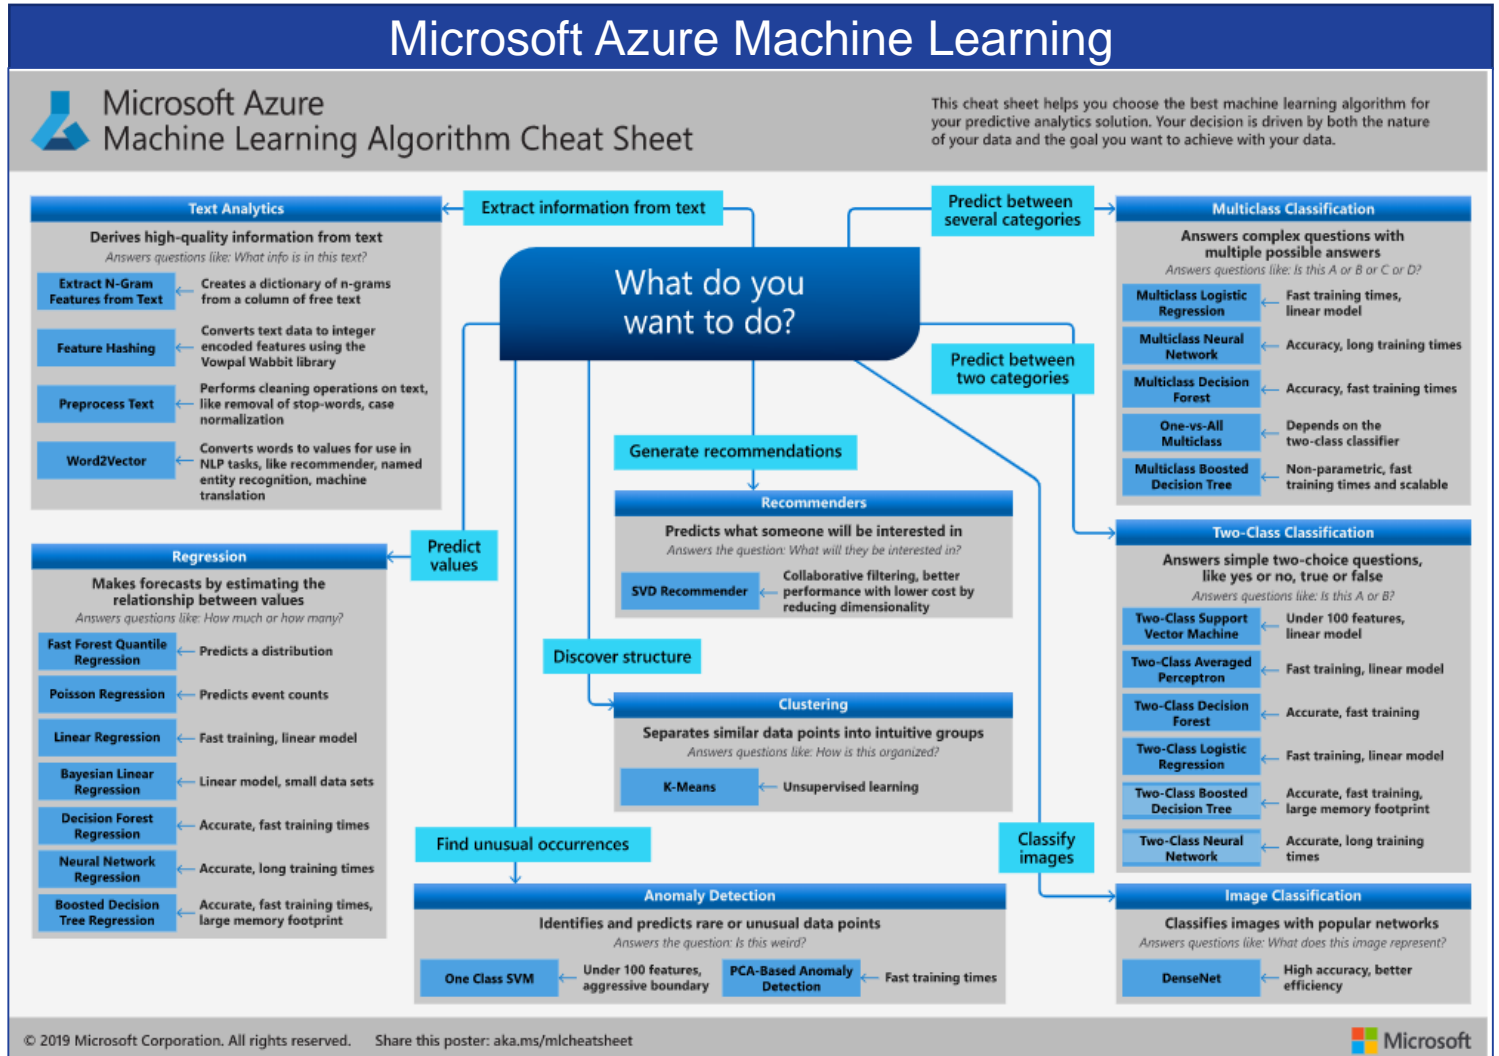 Microsoft Azure Machine Learning
Microsoft Azure
Machine Learning Algorithm Cheat Sheet
This cheat sheet helps you choose the best machine learning algorithm for
your predictive analytics solution. Your decision is driven by both the nature
of your data and the goal you want to achieve with your data.
What do you
want to do?
Extract information from text
Text Analytics
Derives high-quality information from text
Answers questions like: What info is in this text?
Extract N-Gram
Features from Text
Creates a dictionary of n-grams
from a column of free text
Feature Hashing
Converts text data to integer
encoded features using the
Vowpal Wabbit library
Preprocess Text
Performs cleaning operations on text,
like removal of stop-words, case
normalization
Word2Vector
Converts words to values for use in
NLP tasks, like recommender, named
entity recognition, machine
translation
Predict
values
Regression
Makes forecasts by estimating the
relationship between values
Answers questions like: How much or how many?
Fast Forest Quantile
Regression
Predicts a distribution
Poisson Regression
Predicts event counts
Linear Regression
Fast training, linear model
Bayesian Linear
Regression
Linear model, small data sets
Decision Forest
Regression
Accurate, fast training times
Neural Network
Regression
Accurate, long training times
Boosted Decision
Tree Regression
Accurate, fast training times,
large memory footprint
Generate recommendations
Recommenders
Predicts what someone will be interested in
Answers the question: What will they be interested in?
SVD Recommender
Collaborative filtering, better
performance with lower cost by
reducing dimensionality
Discover structure
Clustering
Separates similar data points into intuitive groups
Answers questions like: How is this organized?
K-Means
Unsupervised learning
Find unusual occurrences
Anomaly Detection
Identifies and predicts rare or unusual data points
Answers the question: Is this weird?
One Class SVM
Under 100 features,
aggressive boundary
PCA-Based Anomaly
Detection
Fast training times
Predict between
several categories
Multiclass Classification
Answers complex questions with
multiple possible answers
Answers questions like: Is this A or B or C or D?
Multiclass Logistic
Regression
Fast training times,
linear model
Multiclass Neural
Network
Accuracy, long training times
Multiclass Decision
Forest
Accuracy, fast training times
One-vs-All
Multiclass
Depends on the
two-class classifier
Multiclass Boosted
Decision Tree
Non-parametric, fast
training times and scalable
Predict between
two categories
Two-Class Classification
Answers simple two-choice questions,
like yes or no, true or false
Answers questions like: Is this A or B?
Two-Class Support
Vector Machine
Under 100 features,
linear model
Two-Class Averaged
Perceptron
Fast training, linear model
Two-Class Decision
Forest
Accurate, fast training
Two-Class Logistic
Regression
Fast training, linear model
Two-Class Boosted
Decision Tree
Accurate, fast training,
large memory footprint
Two-Class Neural
Network
Accurate, long training
times
Classify
images
Image Classification
Classifies images with popular networks
Answers questions like: What does this image represent?
DenseNet
High accuracy, better
efficiency
© 2019 Microsoft Corporation. All rights reserved.
Share this poster: aka.ms/mlcheatsheet
Microsoft